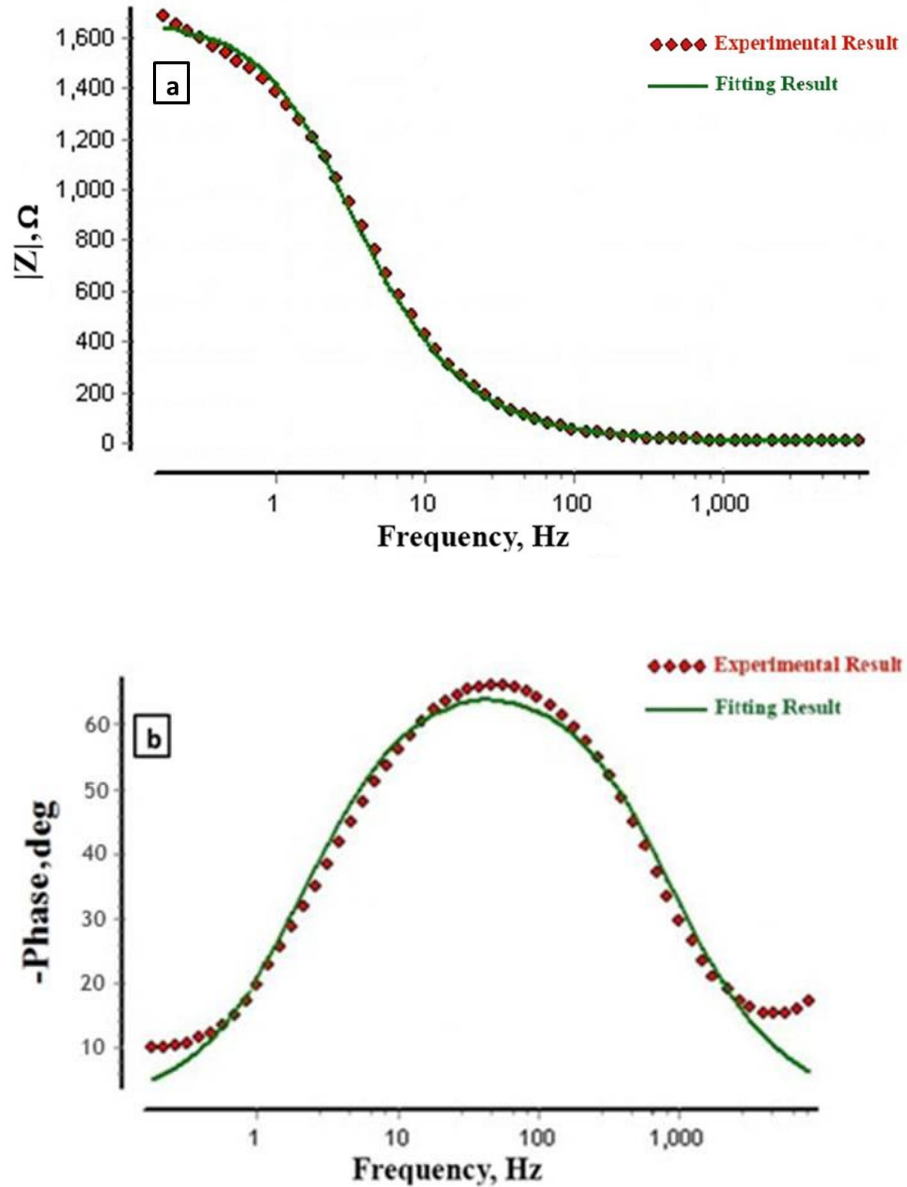 1,600
Experimental Result
a
Fitting Result
1,400
1,200
1,000
800
600
400
200
0
|Z|,Ω
1 10 100 1,000
Frequency, Hz
Experimental Result
Fitting Result
b
60
50
40
30
20
10
-Phase,deg
1 10 100 1,000
Frequency, Hz